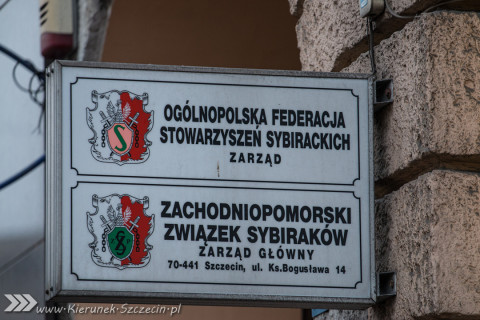 OGÓLNOPOLSKA FEDERACJA
STOWARZYSZEŃ SYBIRACKICH
ZARZĄD
ZACHODNIOPOMORSKI
ZWIĄZEK SYBIRAKÓW
ZARZĄD GŁÓWNY
70-441 Szczecin, ul. Ks.Bogusława 14
www.Kierunek-Szczecin.pl